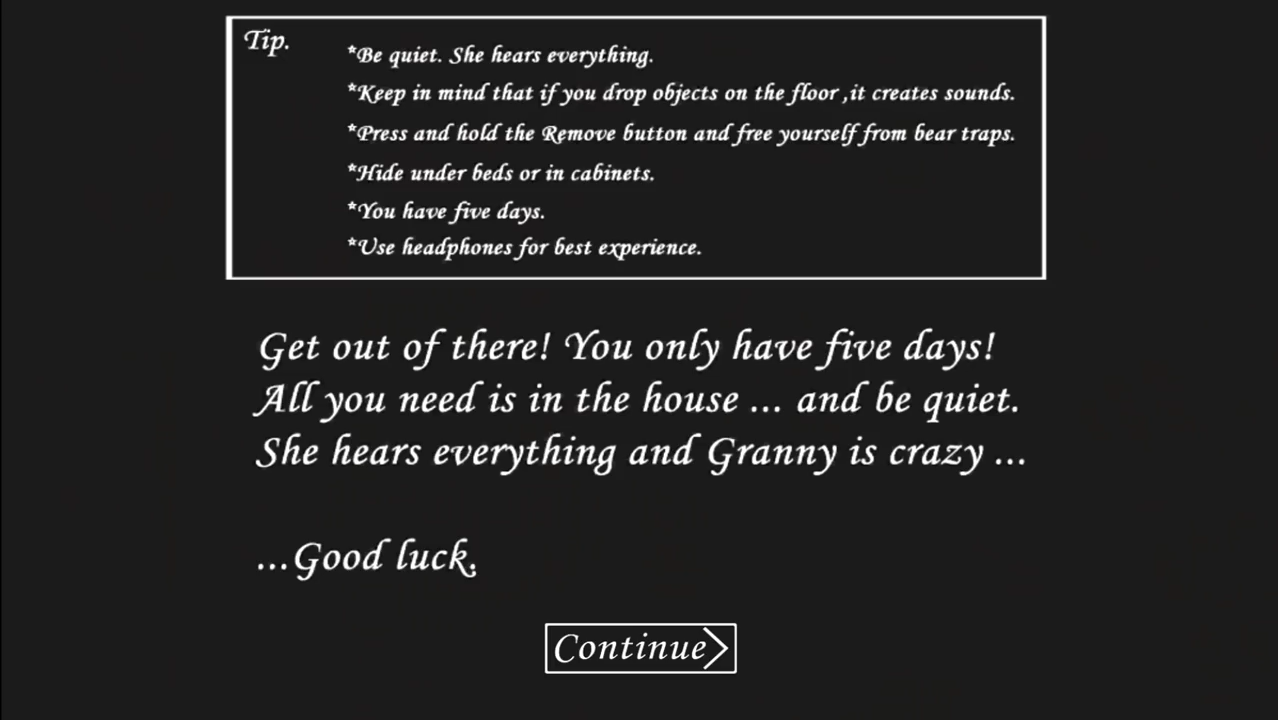 Tip.
*Be quiet. She hears everything.
*Keep in mind that if you drop objects on the floor ,it creates sounds.
*Press and hold the Remove button and free yourself from bear traps.
*Hide under beds or in cabinets.
*You have five days.
*Use headphones for best experience.
Get out of there! You only have five days!
All you need is in the house ... and be quiet.
She hears everything and Granny is crazy ...
...Good luck.
Continue>